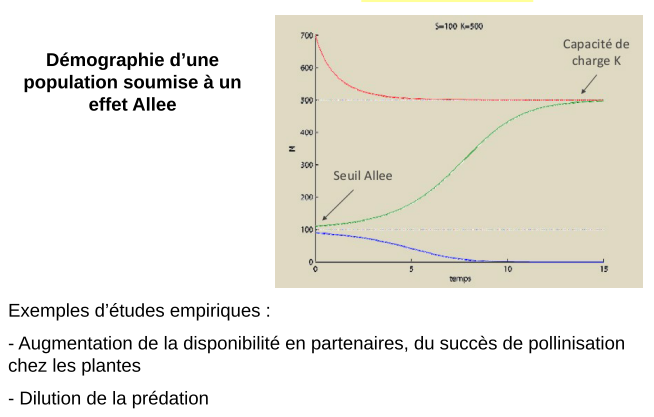 Démographie d’une
population soumise à un
effet Allee
S=100 K=500
700
600
500
400
300
200
100
0
N
Capacité de
charge K
Seuil Allee
0 5 10 15
temps
Exemples d’études empiriques :
- Augmentation de la disponibilité en partenaires, du succès de pollinisation
chez les plantes
- Dilution de la prédation